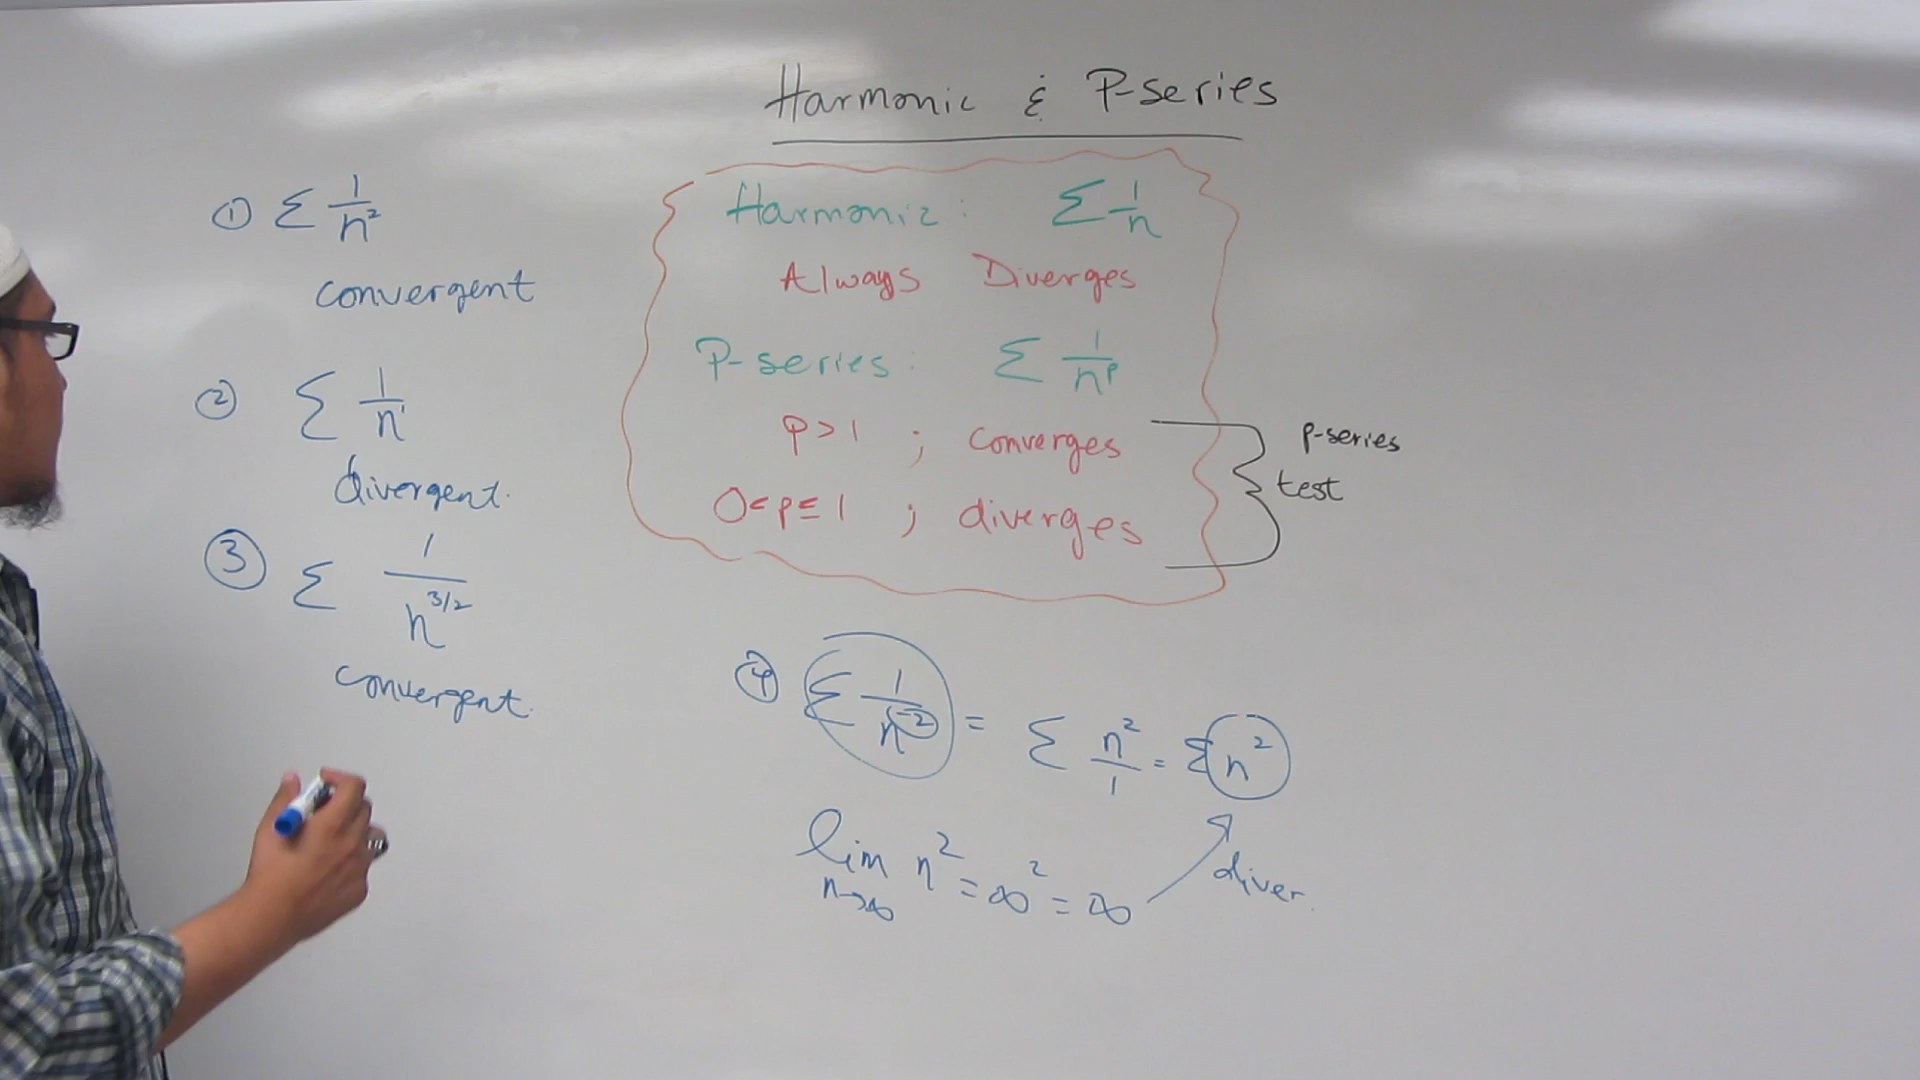 Harmonic & P-series
① Σ 1/n²
convergent
② Σ 1/n¹
divergent.
③ Σ 1/n^3/2
convergent.
Harmonic: Σ 1/n
Always Diverges
P-series: Σ 1/n^p
P > 1 ; converges
0 < p ≤ 1 ; diverges
p-series
test
④ Σ 1/n^-2 = Σ n²/1 = Σ n²
lim n→∞ n² = ∞² = ∞
diver.